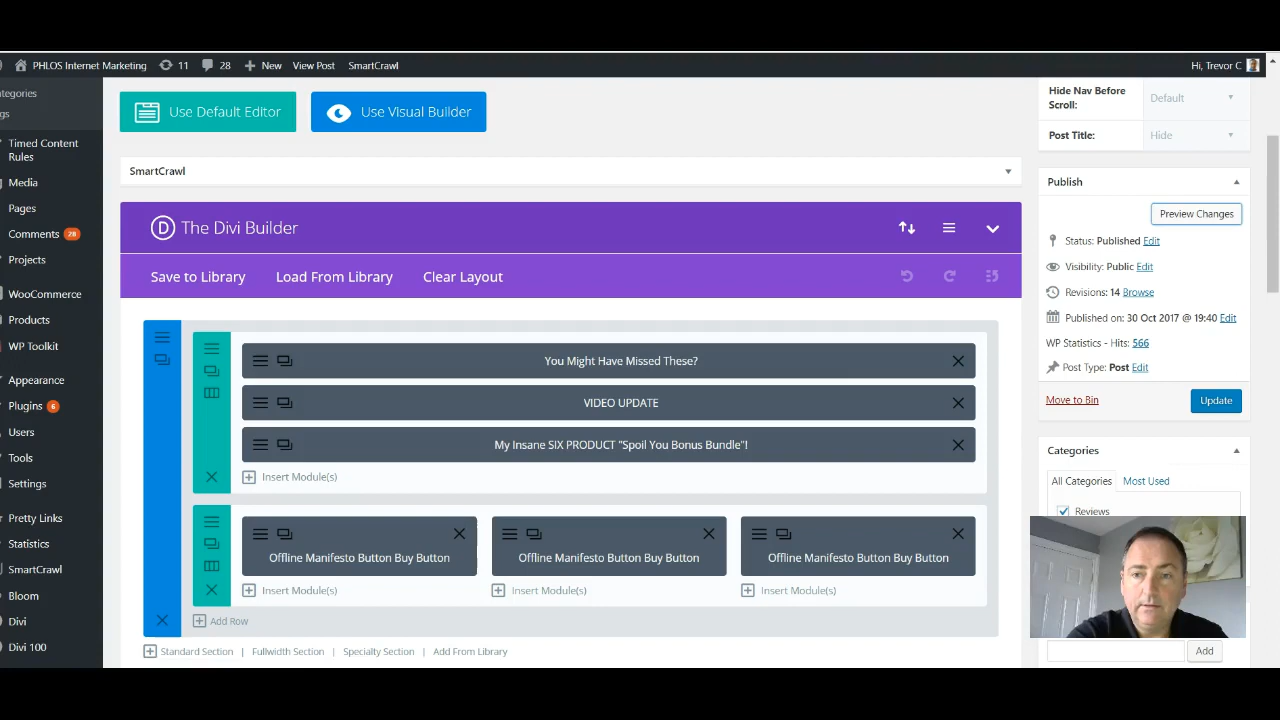 PHLOS Internet Marketing 11 28 New View Post SmartCrawl Hi, Trevor C
ategories
gs
Timed Content
Rules
Media
Pages
Comments 28
Projects
WooCommerce
Products
WP Toolkit
Appearance
Plugins 6
Users
Tools
Settings
Pretty Links
Statistics
SmartCrawl
Bloom
Divi
Divi 100
Use Default Editor Use Visual Builder
SmartCrawl
D The Divi Builder
Save to Library Load From Library Clear Layout
You Might Have Missed These?
VIDEO UPDATE
My Insane SIX PRODUCT "Spoil You Bonus Bundle"!
Insert Module(s)
Offline Manifesto Button Buy Button Offline Manifesto Button Buy Button Offline Manifesto Button Buy Button
Insert Module(s) Insert Module(s) Insert Module(s)
Add Row
Standard Section | Fullwidth Section | Specialty Section | Add From Library
Hide Nav Before
Scroll: Default
Post Title: Hide
Publish
Preview Changes
Status: Published Edit
Visibility: Public Edit
Revisions: 14 Browse
Published on: 30 Oct 2017 @ 19:40 Edit
WP Statistics - Hits: 566
Post Type: Post Edit
Move to Bin Update
Categories
All Categories Most Used
Reviews
Add